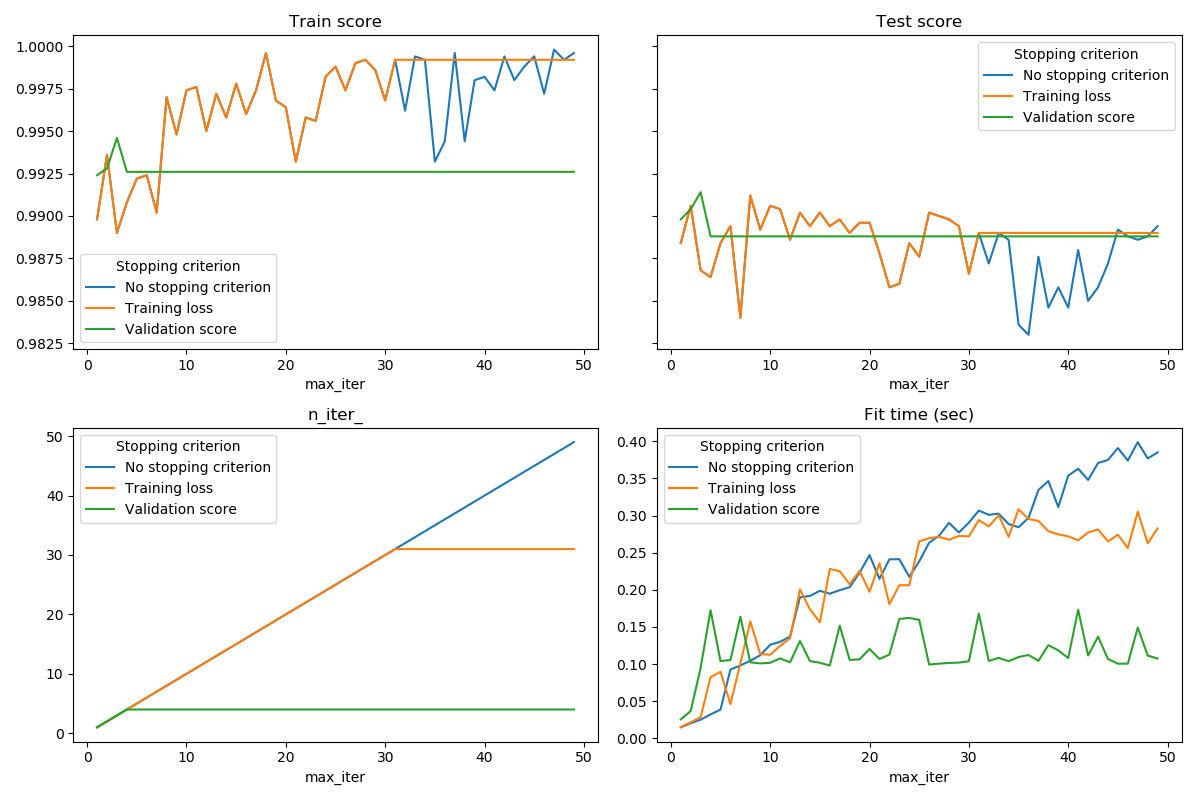 Train score
1.0000
0.9975
0.9950
0.9925
0.9900
0.9875
0.9850
0.9825
Stopping criterion
No stopping criterion
Training loss
Validation score
0 10 20 30 40 50
max_iter
Test score
Stopping criterion
No stopping criterion
Training loss
Validation score
0 10 20 30 40 50
max_iter
n_iter_
50
40
30
20
10
0
Stopping criterion
No stopping criterion
Training loss
Validation score
0 10 20 30 40 50
max_iter
Fit time (sec)
0.40
0.35
0.30
0.25
0.20
0.15
0.10
0.05
0.00
Stopping criterion
No stopping criterion
Training loss
Validation score
0 10 20 30 40 50
max_iter